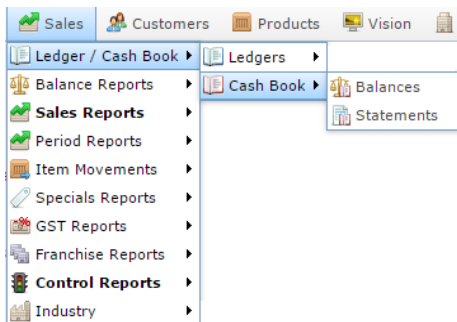 Sales Customers Products Vision
Ledger / Cash Book Ledgers
Balance Reports Cash Book Balances
Sales Reports Statements
Period Reports
Item Movements
Specials Reports
GST Reports
Franchise Reports
Control Reports
Industry